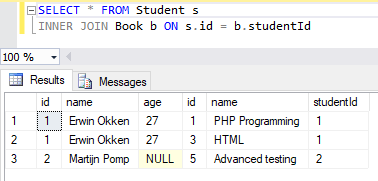 SELECT * FROM Student s
INNER JOIN Book b ON s.id = b.studentId
100 %
Results Messages
id name age id name studentId
1 1 Erwin Okken 27 1 PHP Programming 1
2 1 Erwin Okken 27 3 HTML 1
3 2 Martijn Pomp NULL 5 Advanced testing 2